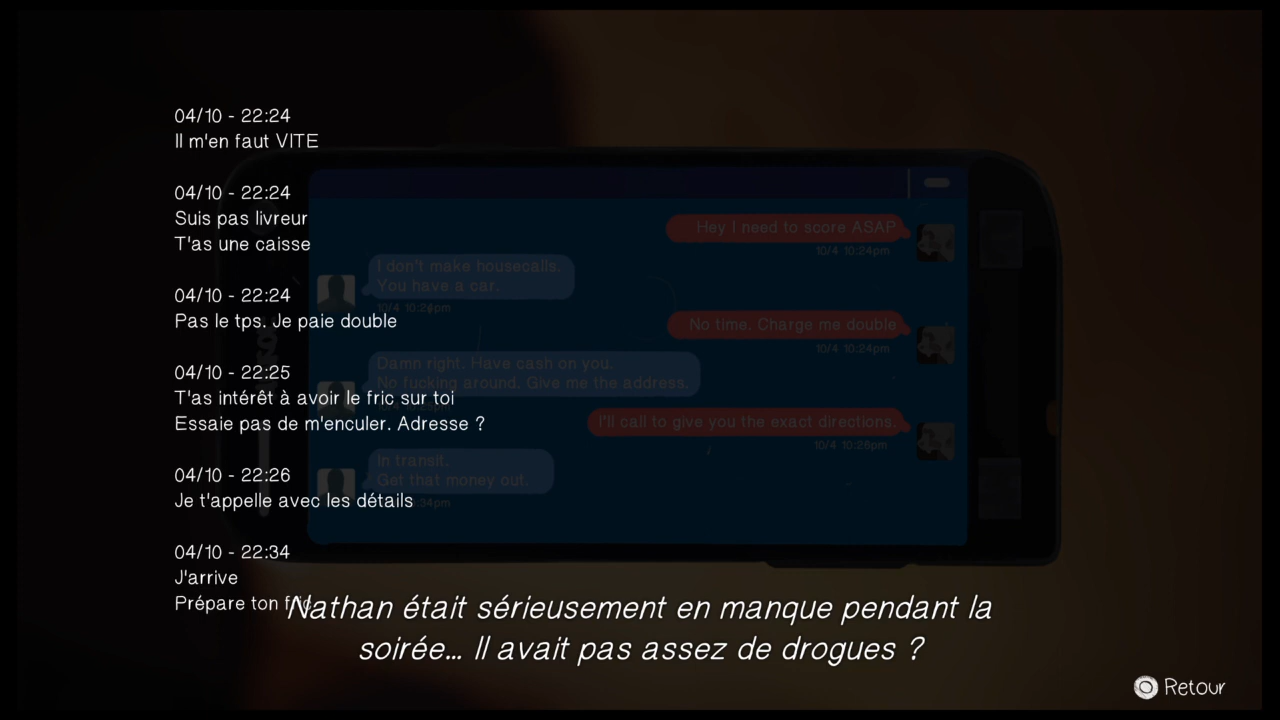 04/10 - 22:24
Il m'en faut VITE
04/10 - 22:24
Suis pas livreur
T'as une caisse
04/10 - 22:24
Pas le tps. Je paie double
04/10 - 22:25
T'as intérêt à avoir le fric sur toi
Essaie pas de m'enculer. Adresse ?
04/10 - 22:26
Je t'appelle avec les détails
04/10 - 22:34
J'arrive
Prépare ton fric
Hey I need to score ASAP
10/4 10:24pm
I don't make housecalls.
You have a car.
10/4 10:24pm
No time. Charge me double
10/4 10:24pm
Damn right. Have cash on you.
No fucking around. Give me the address.
I'll call to give you the exact directions.
10/4 10:26pm
In transit.
Get that money out.
Nathan était sérieusement en manque pendant la
soirée... Il avait pas assez de drogues ?
Retour